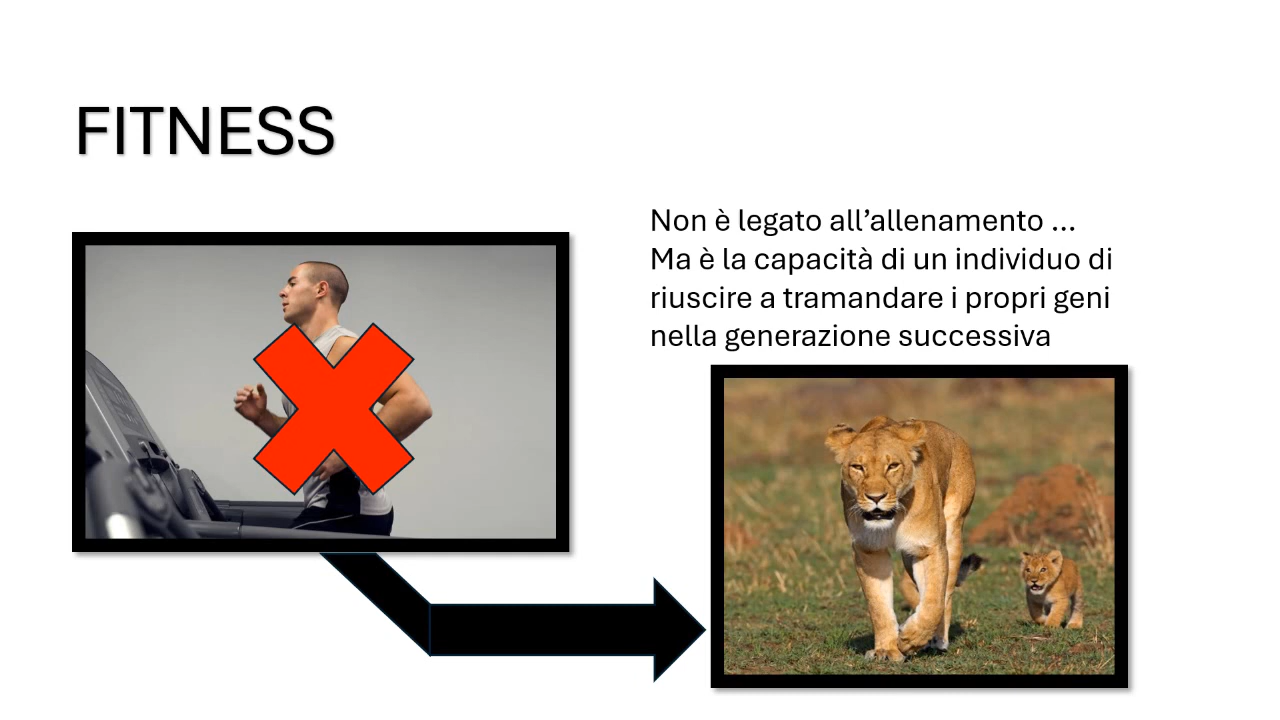 FITNESS
Non è legato all’allenamento …
Ma è la capacità di un individuo di
riuscire a tramandare i propri geni
nella generazione successiva